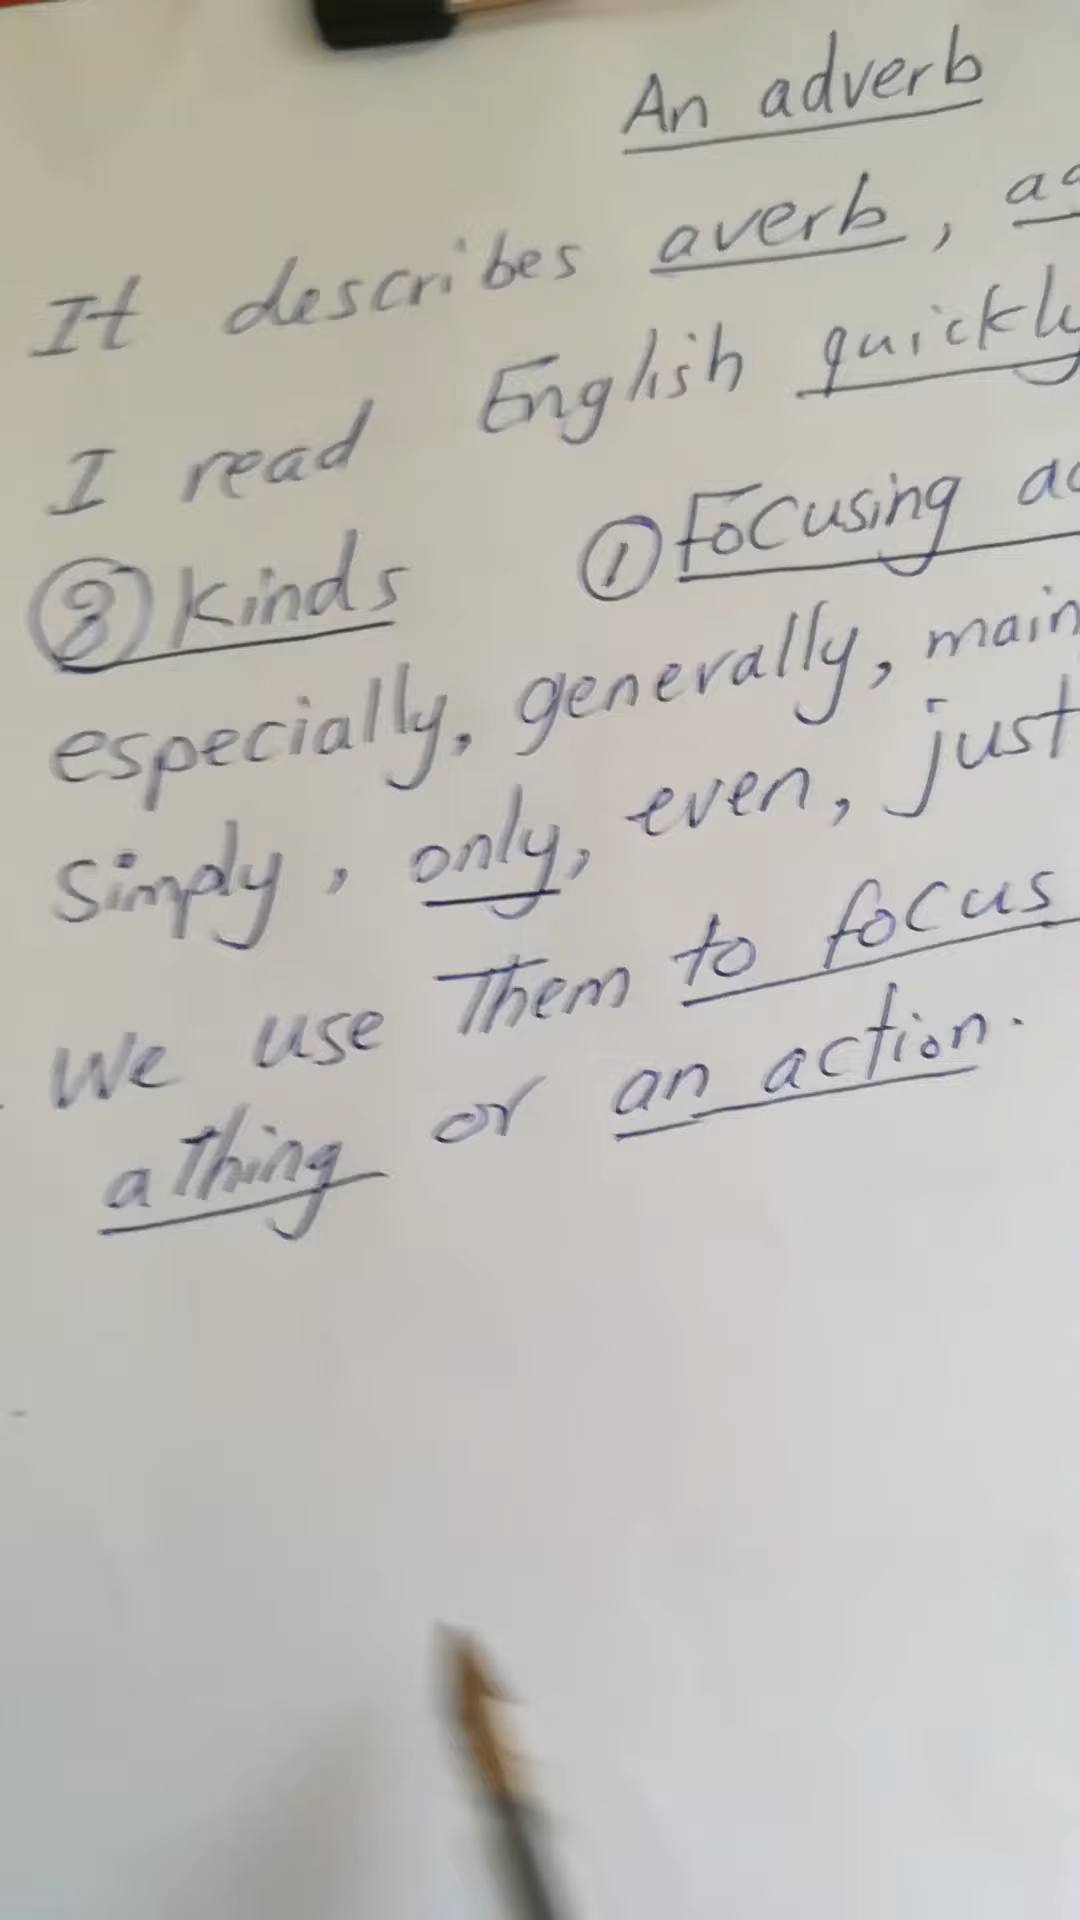 An adverb
It describes averb,
I read English quickly
Kinds ① Focusing
especially, generally,
Simply, only, even, just
We use Them to focus
a Thing or an action.